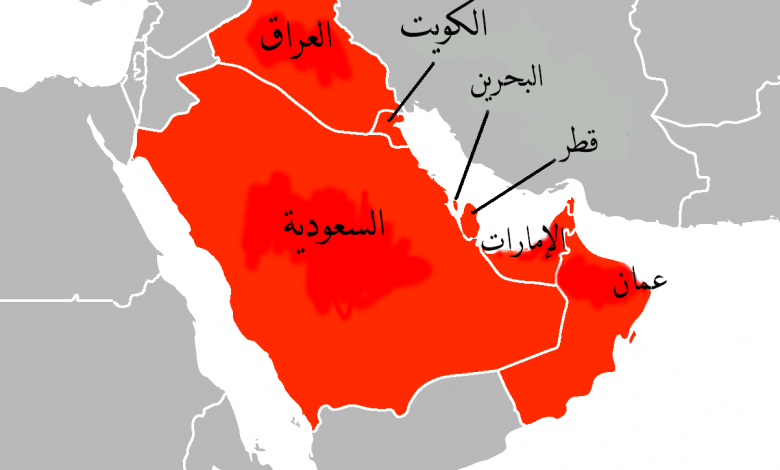 العراق
الكويت
البحرين
قطر
السعودية
الإمارات
عمان